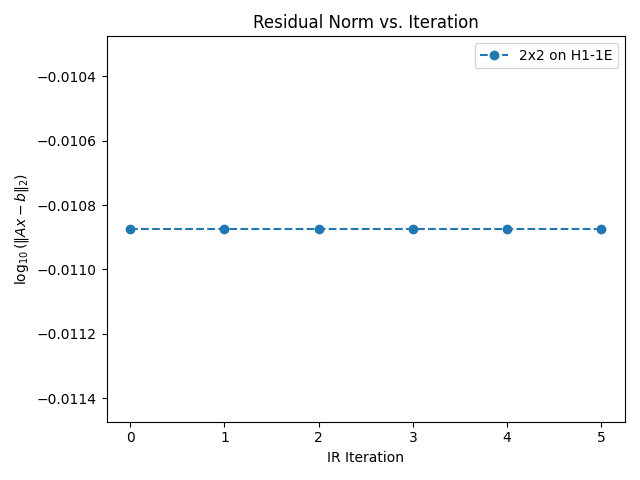 Residual Norm vs. Iteration
2x2 on H1-1E
log₁₀(‖Ax − b‖₂)
−0.0104
−0.0106
−0.0108
−0.0110
−0.0112
−0.0114
0 1 2 3 4 5
IR Iteration